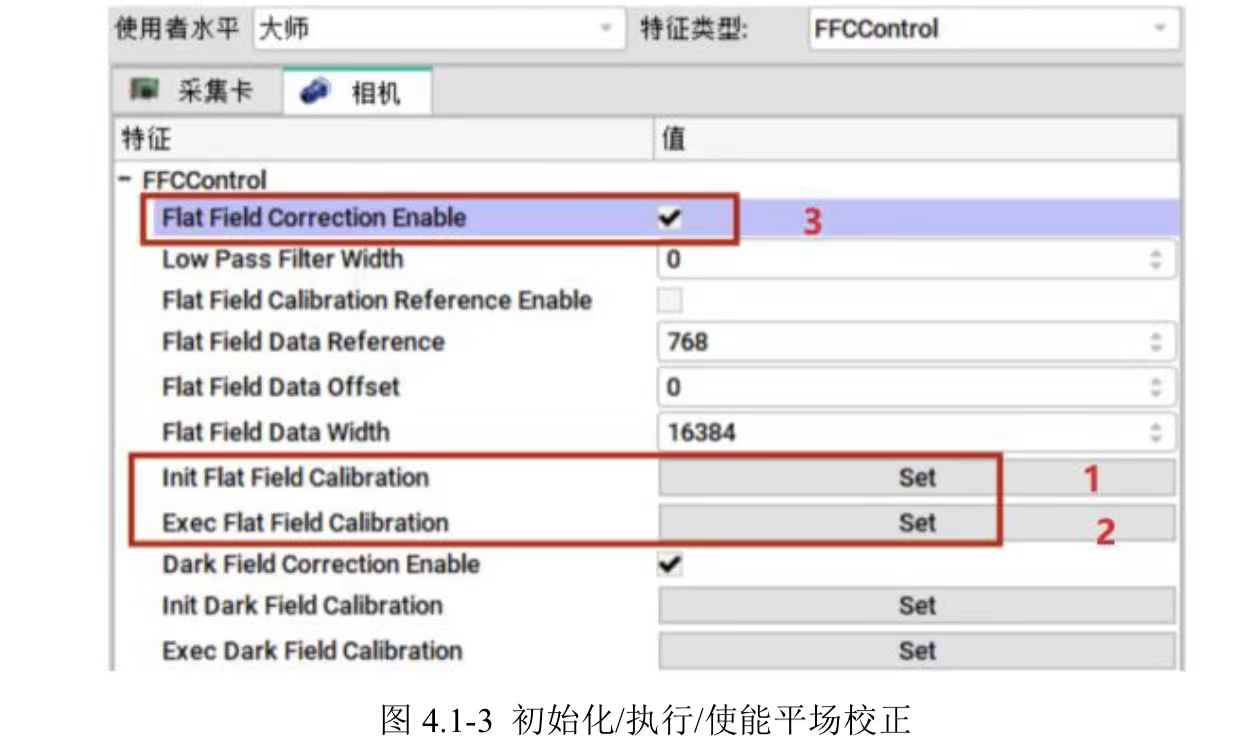 使用者水平 大师 特征类型: FFCControl
采集卡 相机
特征 值
FFCControl
Flat Field Correction Enable 3
Low Pass Filter Width 0
Flat Field Calibration Reference Enable
Flat Field Data Reference 768
Flat Field Data Offset 0
Flat Field Data Width 16384
Init Flat Field Calibration Set 1
Exec Flat Field Calibration Set 2
Dark Field Correction Enable
Init Dark Field Calibration Set
Exec Dark Field Calibration Set
图 4.1-3 初始化/执行/使能平场校正